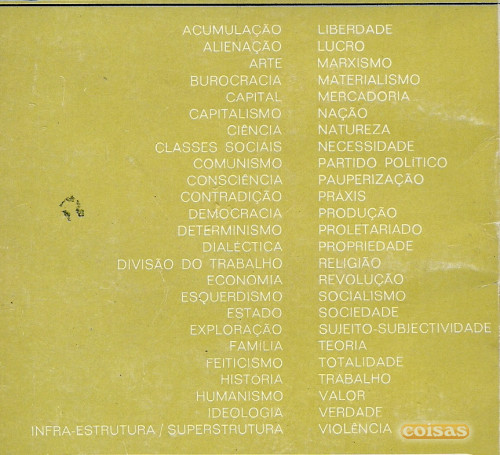 ACUMULAÇÃO
ALIENAÇÃO
ARTE
BUROCRACIA
CAPITAL
CAPITALISMO
CIÊNCIA
CLASSES SOCIAIS
COMUNISMO
CONSCIÊNCIA
CONTRADIÇÃO
DEMOCRACIA
DETERMINISMO
DIALÉCTICA
DIVISÃO DO TRABALHO
ECONOMIA
ESQUERDISMO
ESTADO
EXPLORAÇÃO
FAMÍLIA
FEITICISMO
HISTÓRIA
HUMANISMO
IDEOLOGIA
INFRA-ESTRUTURA / SUPERSTRUTURA
LIBERDADE
LUCRO
MARXISMO
MATERIALISMO
MERCADORIA
NAÇÃO
NATUREZA
NECESSIDADE
PARTIDO POLÍTICO
PAUPERIZAÇÃO
PRÁXIS
PRODUÇÃO
PROLETARIADO
PROPRIEDADE
RELIGIÃO
REVOLUÇÃO
SOCIALISMO
SOCIEDADE
SUJEITO-SUBJECTIVIDADE
TEORIA
TOTALIDADE
TRABALHO
VALOR
VERDADE
VIOLÊNCIA
coisas